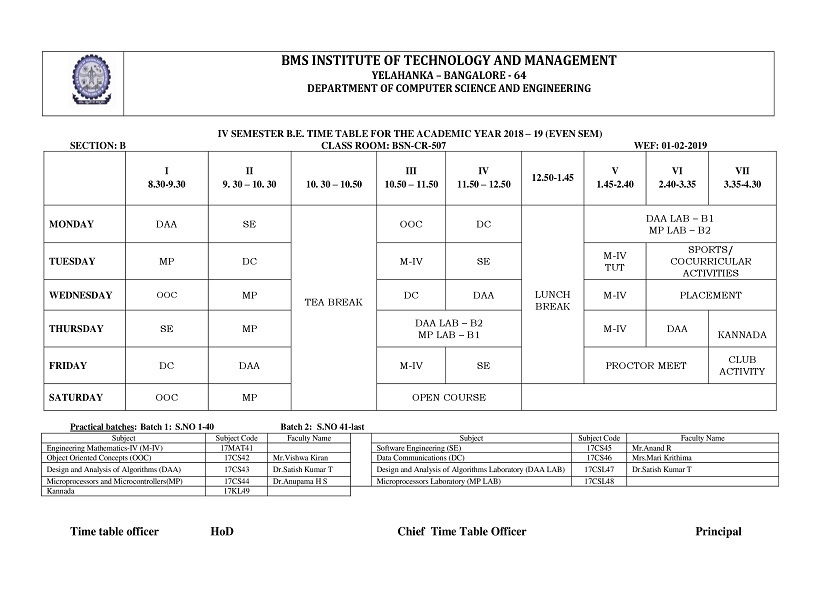 BMS INSTITUTE OF TECHNOLOGY AND MANAGEMENT
YELAHANKA – BANGALORE - 64
DEPARTMENT OF COMPUTER SCIENCE AND ENGINEERING
IV SEMESTER B.E. TIME TABLE FOR THE ACADEMIC YEAR 2018 – 19 (EVEN SEM)
SECTION: B CLASS ROOM: BSN-CR-507 WEF: 01-02-2019
I II III IV V VI VII
8.30-9.30 9. 30 – 10. 30 10. 30 – 10.50 10.50 – 11.50 11.50 – 12.50 12.50-1.45 1.45-2.40 2.40-3.35 3.35-4.30
MONDAY DAA SE OOC DC DAA LAB – B1
MP LAB – B2
TUESDAY MP DC M-IV SE M-IV
TUT
SPORTS/
COCURRICULAR
ACTIVITIES
WEDNESDAY OOC MP DC DAA M-IV PLACEMENT
TEA BREAK
LUNCH
BREAK
THURSDAY SE MP DAA LAB – B2
MP LAB – B1
M-IV DAA KANNADA
FRIDAY DC DAA M-IV SE PROCTOR MEET CLUB
ACTIVITY
SATURDAY OOC MP OPEN COURSE
Practical batches: Batch 1: S.NO 1-40 Batch 2: S.NO 41-last
Subject Subject Code Faculty Name Subject Subject Code Faculty Name
Engineering Mathematics-IV (M-IV) 17MAT41 Software Engineering (SE) 17CS45 Mr.Anand R
Object Oriented Concepts (OOC) 17CS42 Mr.Vishwa Kiran Data Communications (DC) 17CS46 Mrs.Mari Krithima
Design and Analysis of Algorithms (DAA) 17CS43 Dr.Satish Kumar T Design and Analysis of Algorithms Laboratory (DAA LAB) 17CSL47 Dr.Satish Kumar T
Microprocessors and Microcontrollers(MP) 17CS44 Dr.Anupama H S Microprocessors Laboratory (MP LAB) 17CSL48
Kannada 17KL49
Time table officer HoD Chief Time Table Officer Principal